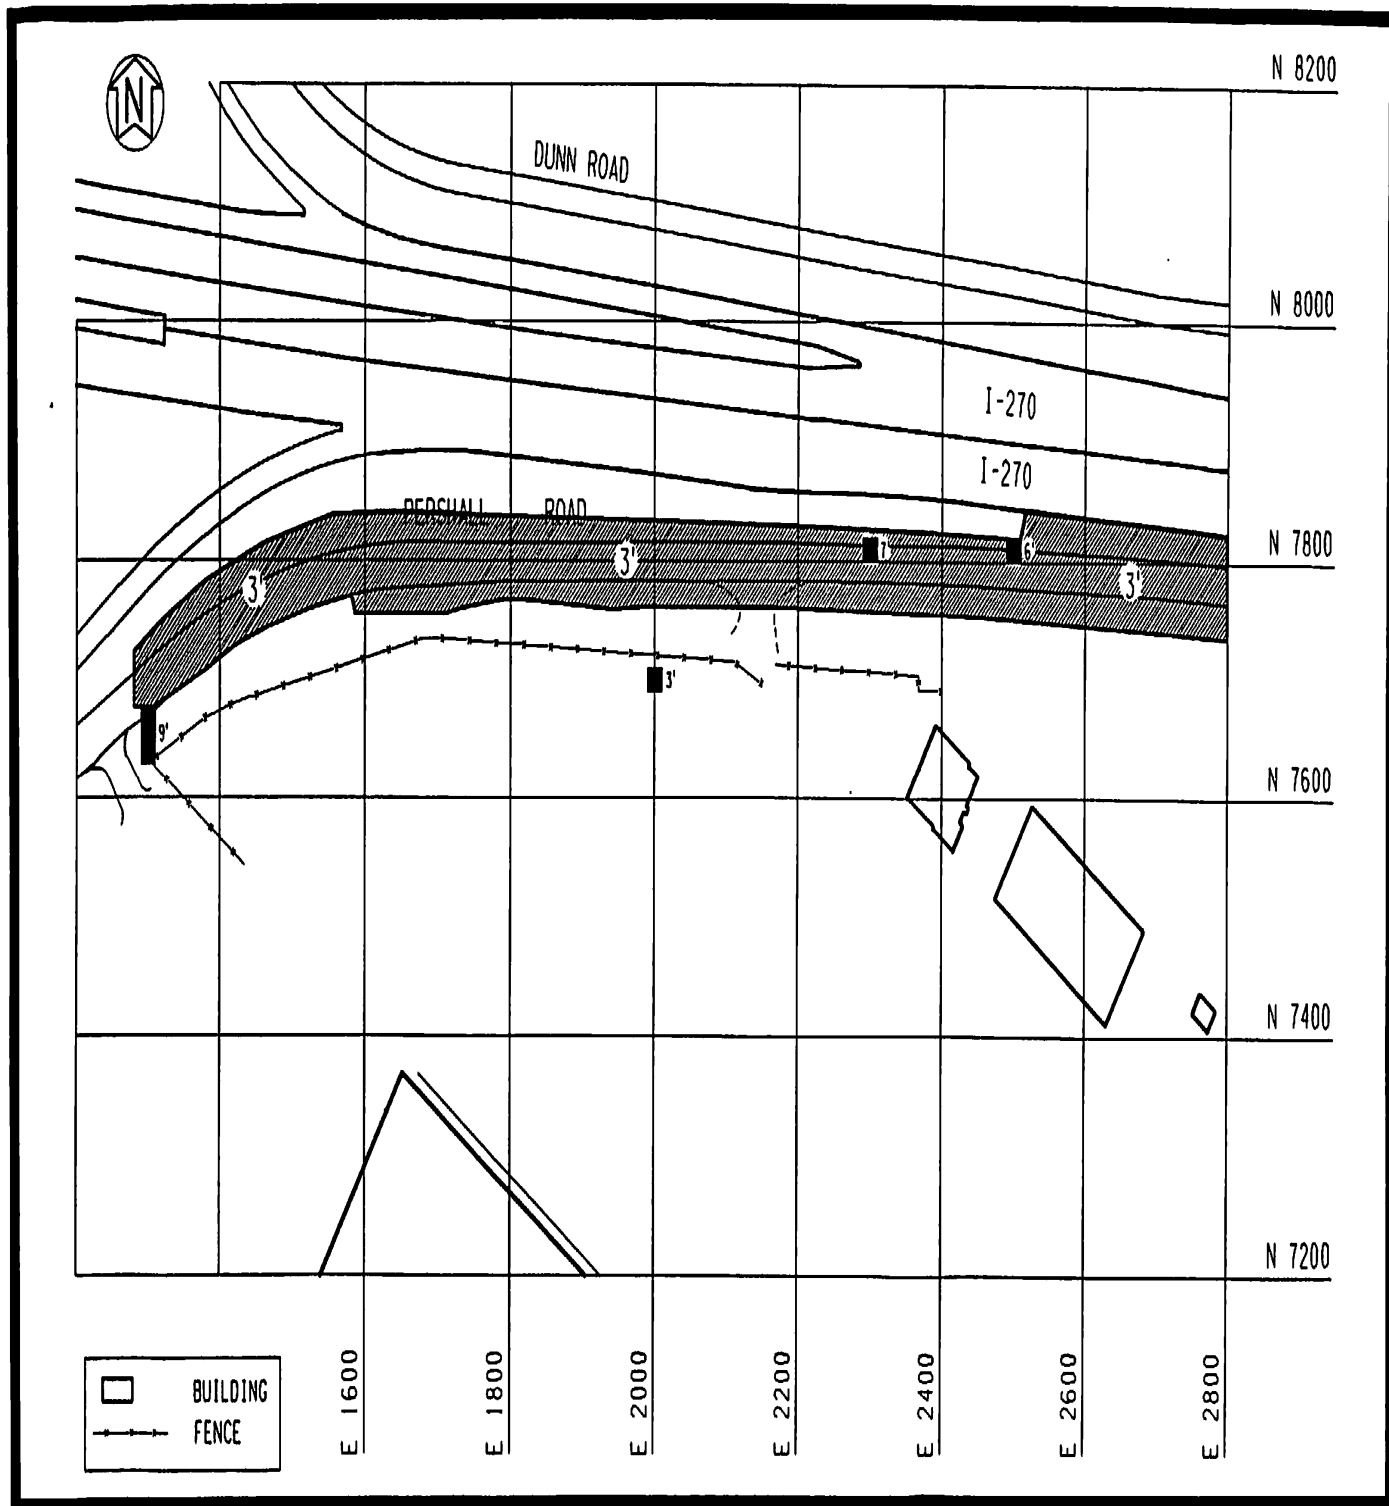 N 8200
N
DUNN ROAD
N 8000
I-270
I-270
PERSHALL ROAD
N 7800
3'
3'
7'
6'
3'
3'
9'
N 7600
N 7400
N 7200
E 1600
E 1800
E 2000
E 2200
E 2400
E 2600
E 2800
BUILDING
FENCE